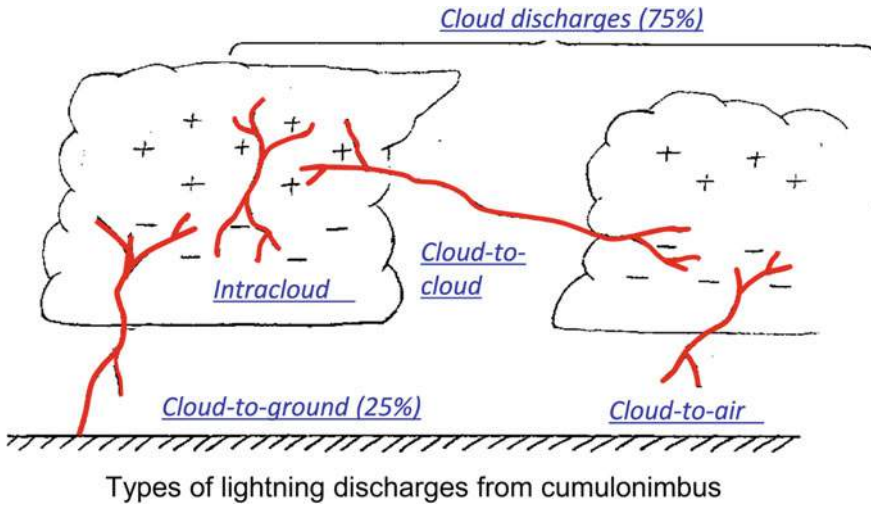 Cloud discharges (75%)
Intracloud
Cloud-to-
cloud
Cloud-to-ground (25%)
Cloud-to-air
Types of lightning discharges from cumulonimbus